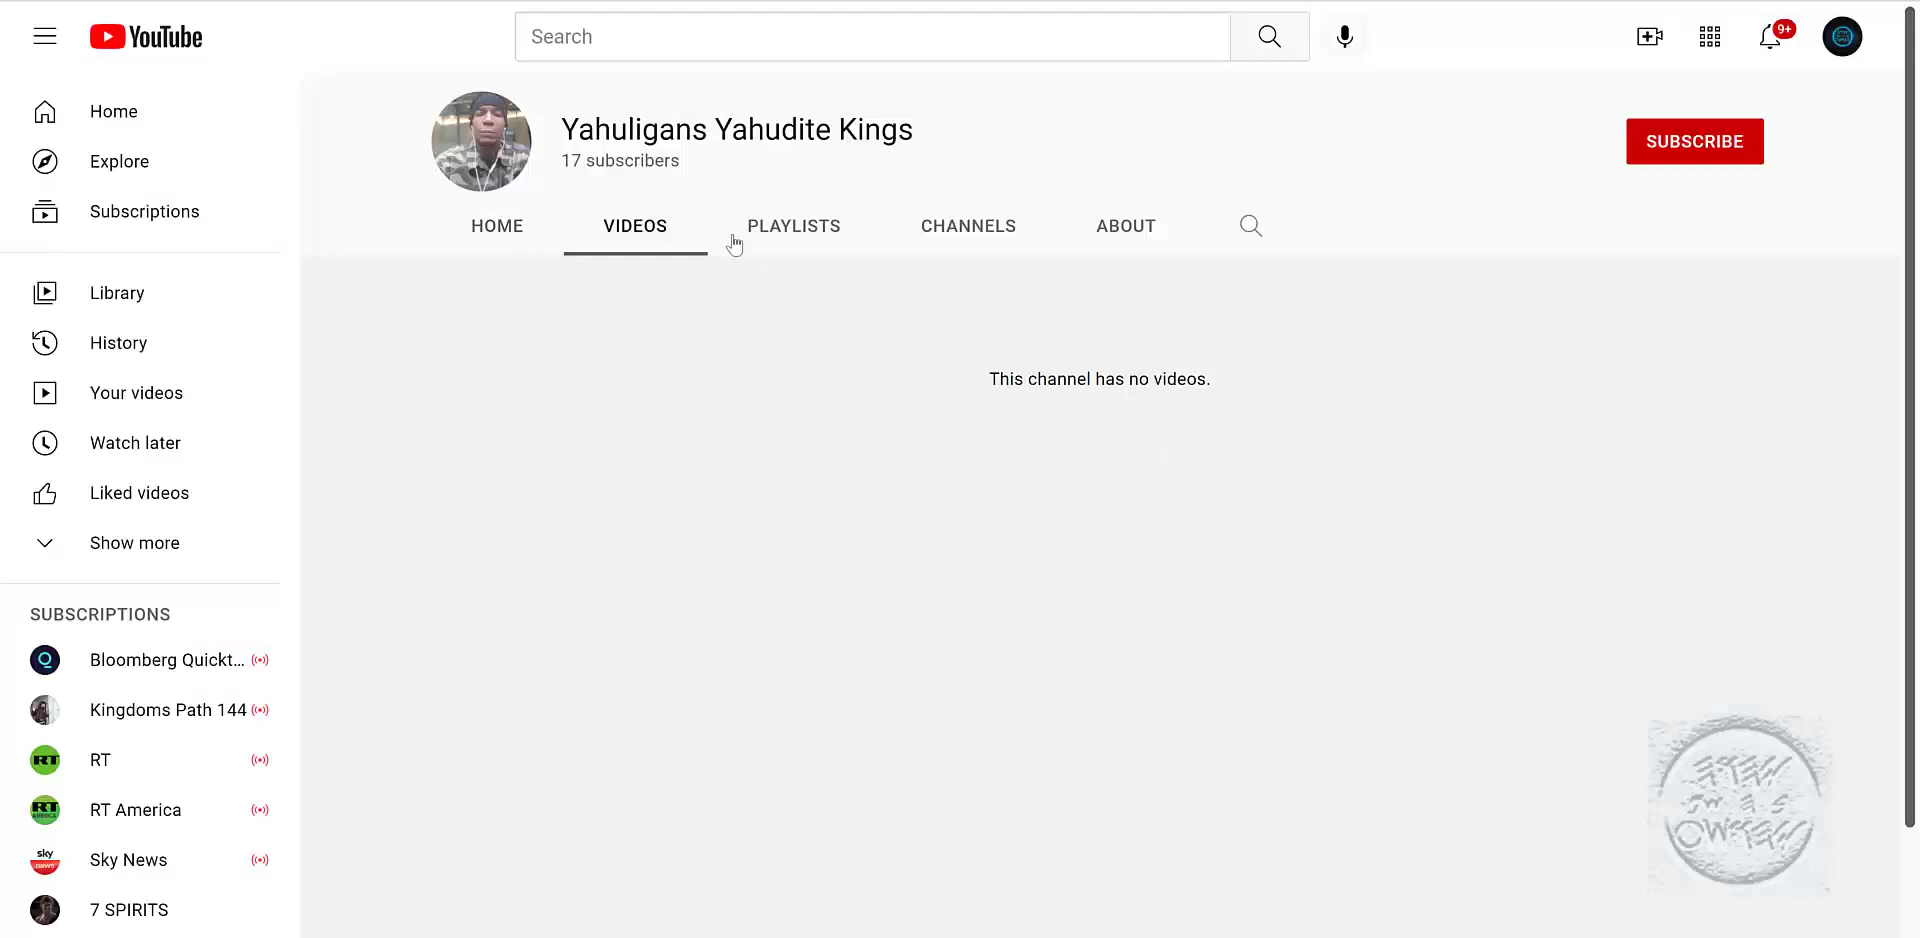 YouTube
Search
9+
Home
Explore
Subscriptions
Library
History
Your videos
Watch later
Liked videos
Show more
SUBSCRIPTIONS
Bloomberg Quickt...
Kingdoms Path 144
RT
RT America
Sky News
7 SPIRITS
Yahuligans Yahudite Kings
17 subscribers
SUBSCRIBE
HOME VIDEOS PLAYLISTS CHANNELS ABOUT
This channel has no videos.